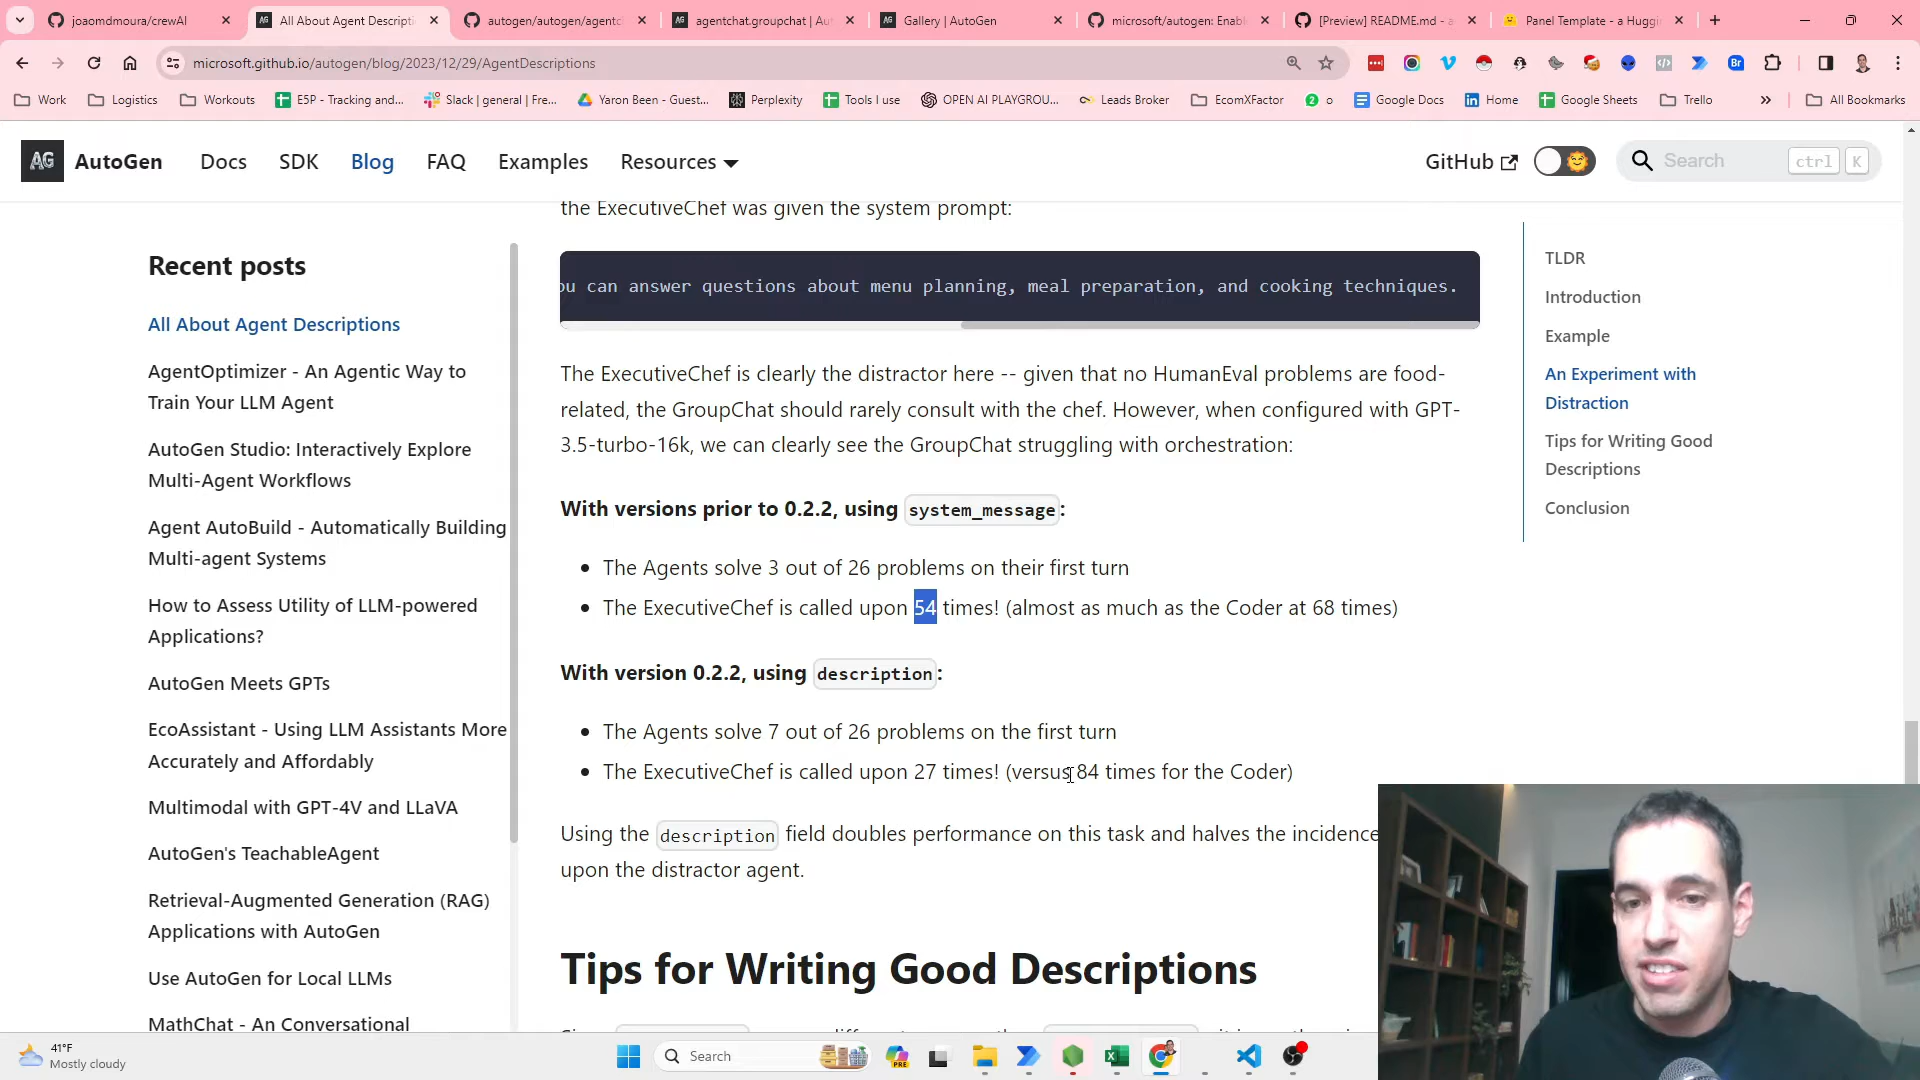 joaomdmoura/crewAI
All About Agent Descripti
autogen/autogen/agentc
agentchat.groupchat | Au
Gallery | AutoGen
microsoft/autogen: Enabl
[Preview] README.md - a
Panel Template - a Huggi
microsoft.github.io/autogen/blog/2023/12/29/AgentDescriptions
Work
Logistics
Workouts
E5P - Tracking and...
Slack | general | Fre...
Yaron Been - Guest...
Perplexity
Tools I use
OPEN AI PLAYGROU...
Leads Broker
EcomXFactor
2 o
Google Docs
Home
Google Sheets
Trello
All Bookmarks
AG AutoGen Docs SDK Blog FAQ Examples Resources
GitHub Search ctrl K
Recent posts
All About Agent Descriptions
AgentOptimizer - An Agentic Way to
Train Your LLM Agent
AutoGen Studio: Interactively Explore
Multi-Agent Workflows
Agent AutoBuild - Automatically Building
Multi-agent Systems
How to Assess Utility of LLM-powered
Applications?
AutoGen Meets GPTs
EcoAssistant - Using LLM Assistants More
Accurately and Affordably
Multimodal with GPT-4V and LLaVA
AutoGen's TeachableAgent
Retrieval-Augmented Generation (RAG)
Applications with AutoGen
Use AutoGen for Local LLMs
MathChat - An Conversational
the ExecutiveChef was given the system prompt:
ou can answer questions about menu planning, meal preparation, and cooking techniques.
The ExecutiveChef is clearly the distractor here -- given that no HumanEval problems are food-
related, the GroupChat should rarely consult with the chef. However, when configured with GPT-
3.5-turbo-16k, we can clearly see the GroupChat struggling with orchestration:
With versions prior to 0.2.2, using system_message:
• The Agents solve 3 out of 26 problems on their first turn
• The ExecutiveChef is called upon 54 times! (almost as much as the Coder at 68 times)
With version 0.2.2, using description:
• The Agents solve 7 out of 26 problems on the first turn
• The ExecutiveChef is called upon 27 times! (versus 84 times for the Coder)
Using the description field doubles performance on this task and halves the incidence
upon the distractor agent.
Tips for Writing Good Descriptions
TLDR
Introduction
Example
An Experiment with
Distraction
Tips for Writing Good
Descriptions
Conclusion
41°F
Mostly cloudy
Search
PRE